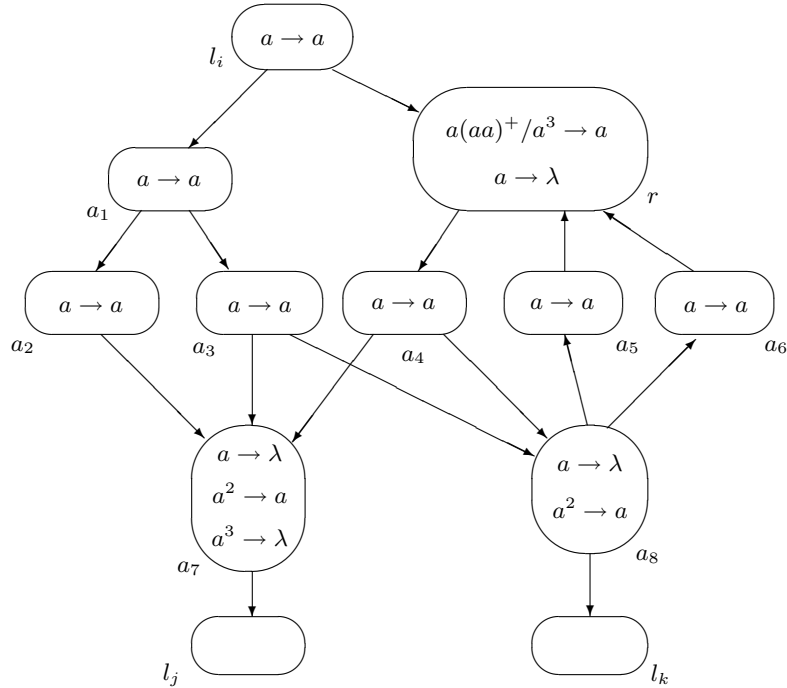 a → a
l_i
a(aa)^+/a^3 → a
a → λ
r
a → a
a_1
a → a
a_2
a → a
a_3
a → a
a_4
a → a
a_5
a → a
a_6
a → λ
a^2 → a
a^3 → λ
a_7
a → λ
a^2 → a
a_8
l_j
l_k